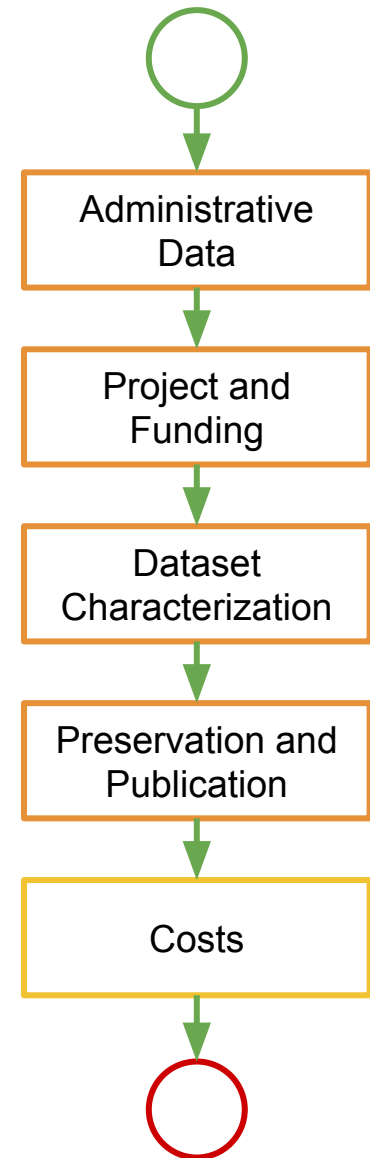 Administrative
Data
Project and
Funding
Dataset
Characterization
Preservation and
Publication
Costs